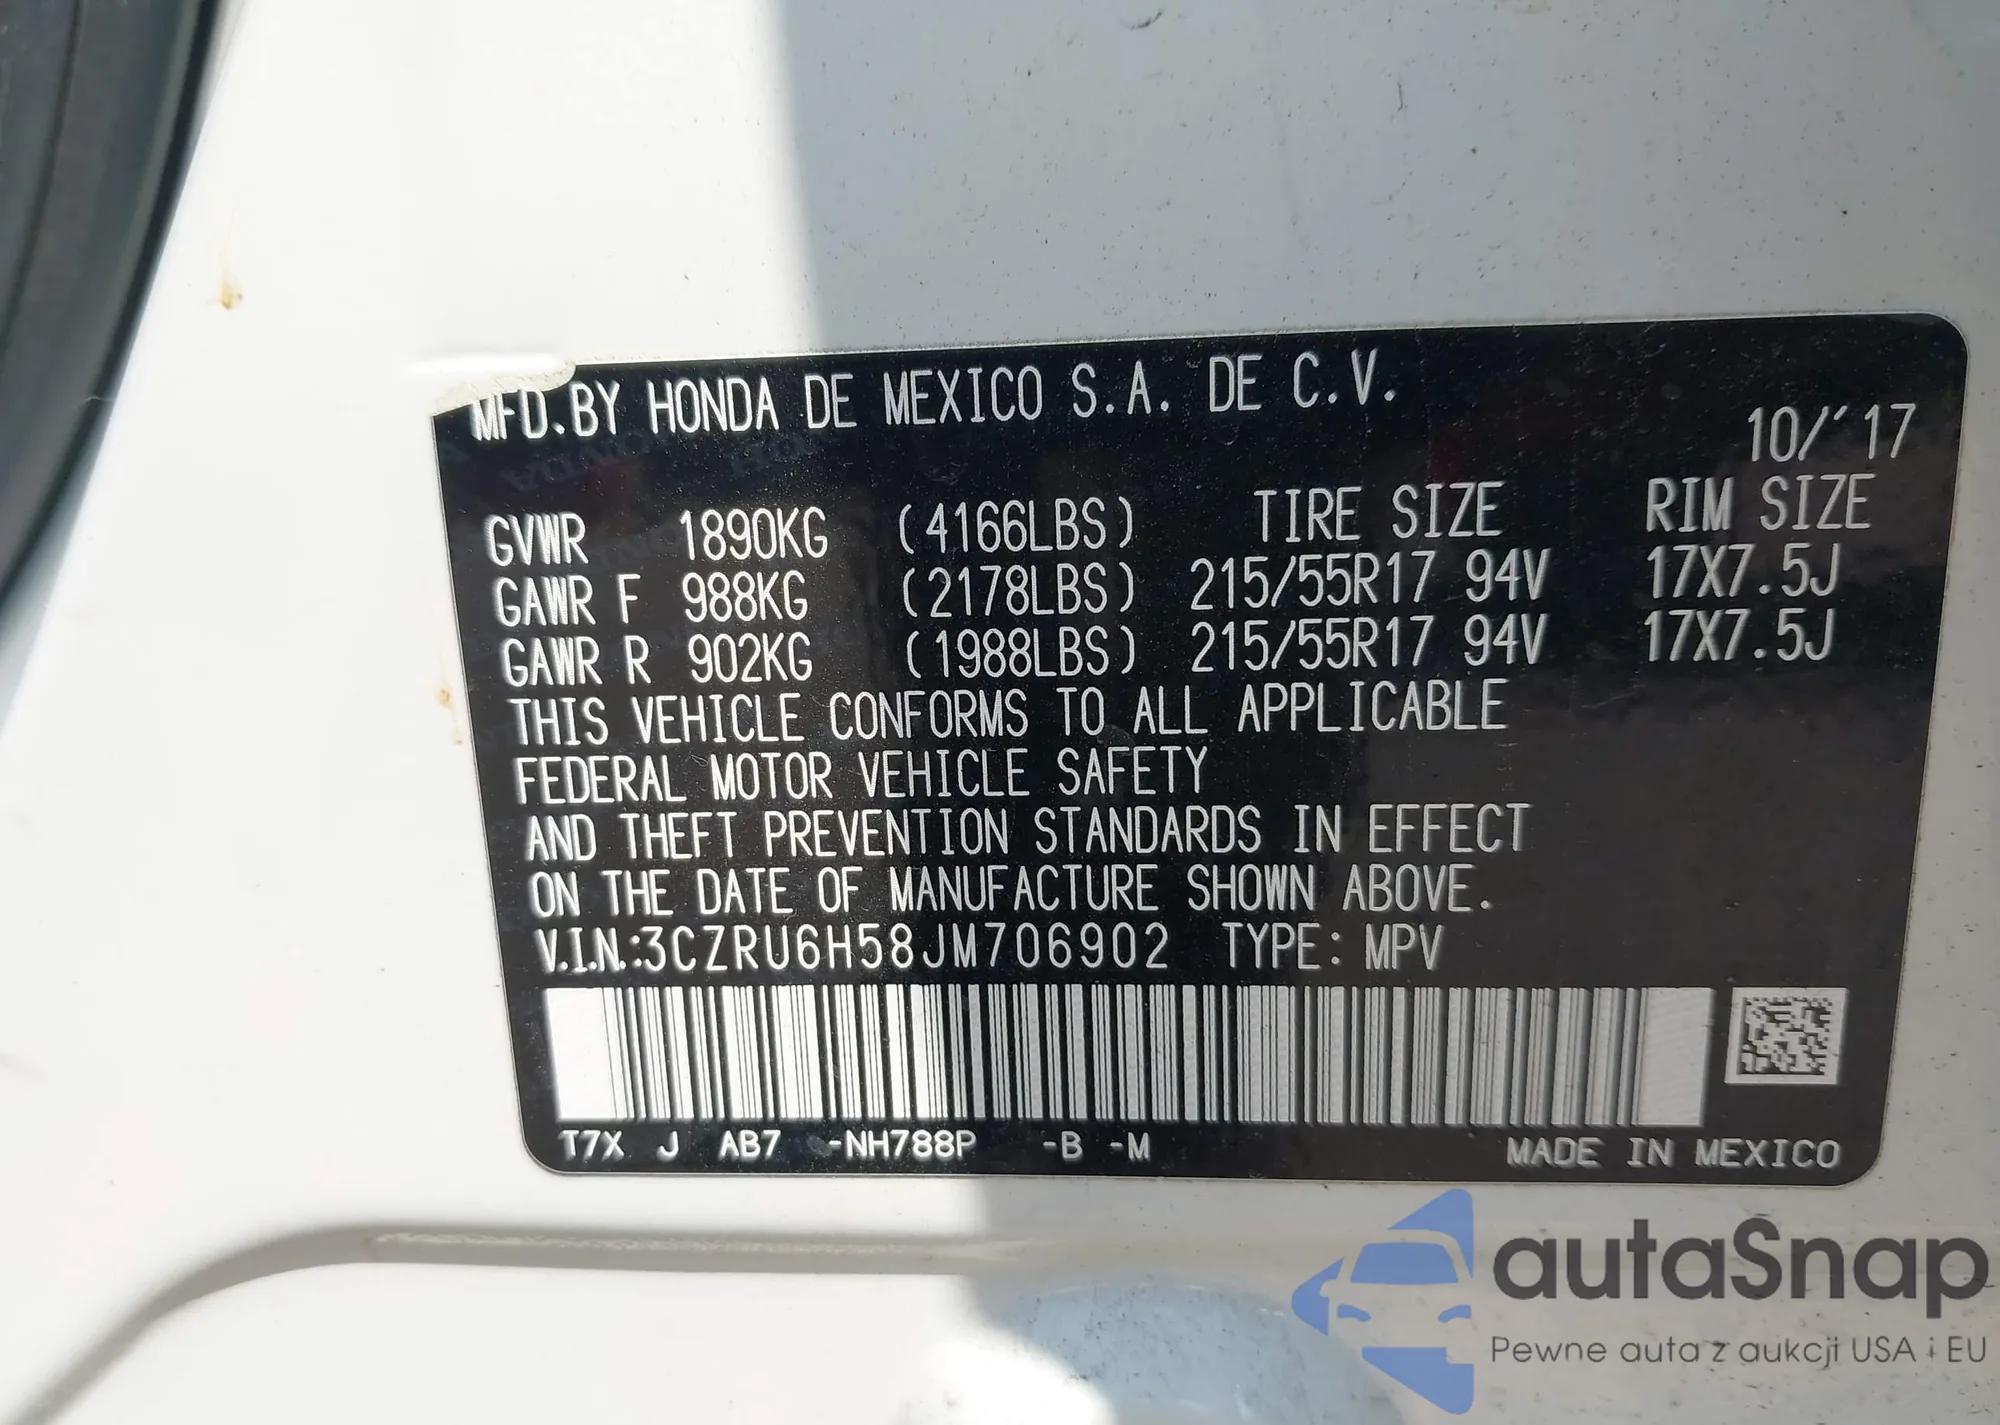 MFD.BY HONDA DE MEXICO S.A. DE C.V.
10/'17
GVWR 1890KG (4166LBS) TIRE SIZE RIM SIZE
GAWR F 988KG (2178LBS) 215/55R17 94V 17X7.5J
GAWR R 902KG (1988LBS) 215/55R17 94V 17X7.5J
THIS VEHICLE CONFORMS TO ALL APPLICABLE
FEDERAL MOTOR VEHICLE SAFETY
AND THEFT PREVENTION STANDARDS IN EFFECT
ON THE DATE OF MANUFACTURE SHOWN ABOVE.
V.I.N.:3CZRU6H58JM706902 TYPE: MPV
T7X J AB7 -NH788P -B -M MADE IN MEXICO
autaSnap
Pewne auta z aukcji USA i EU